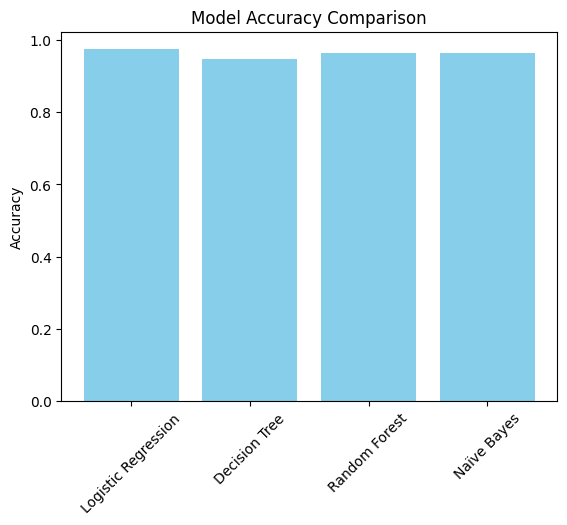 Model Accuracy Comparison
Accuracy
1.0
0.8
0.6
0.4
0.2
0.0
Logistic Regression
Decision Tree
Random Forest
Naïve Bayes